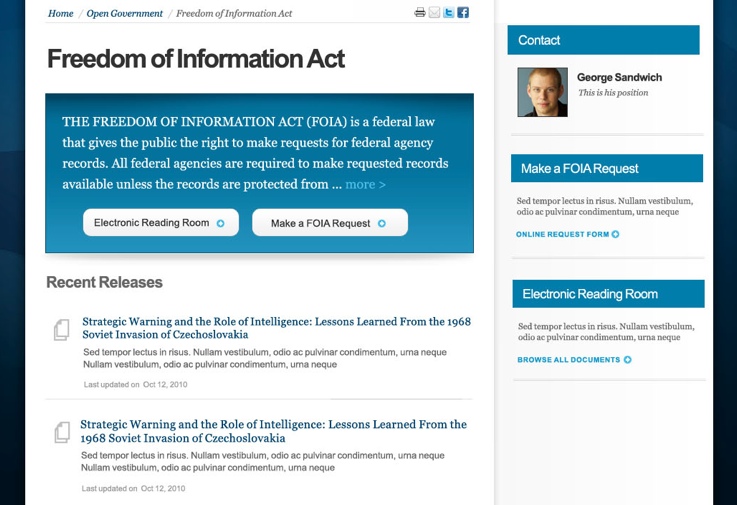 Home / Open Government / Freedom of Information Act
Freedom of Information Act
THE FREEDOM OF INFORMATION ACT (FOIA) is a federal law
that gives the public the right to make requests for federal agency
records. All federal agencies are required to make requested records
available unless the records are protected from ... more >
Electronic Reading Room
Make a FOIA Request
Recent Releases
Strategic Warning and the Role of Intelligence: Lessons Learned From the 1968
Soviet Invasion of Czechoslovakia
Sed tempor lectus in risus. Nullam vestibulum, odio ac pulvinar condimentum, urna neque
Nullam vestibulum, odio ac pulvinar condimentum, urna neque
Last updated on Oct 12, 2010
Strategic Warning and the Role of Intelligence: Lessons Learned From the
1968 Soviet Invasion of Czechoslovakia
Sed tempor lectus in risus. Nullam vestibulum, odio ac pulvinar condimentum, urna neque
Nullam vestibulum, odio ac pulvinar condimentum, urna neque
Last updated on Oct 12, 2010
Contact
George Sandwich
This is his position
Make a FOIA Request
Sed tempor lectus in risus. Nullam vestibulum,
odio ac pulvinar condimentum, urna neque
ONLINE REQUEST FORM
Electronic Reading Room
Sed tempor lectus in risus. Nullam vestibulum,
odio ac pulvinar condimentum, urna neque
BROWSE ALL DOCUMENTS